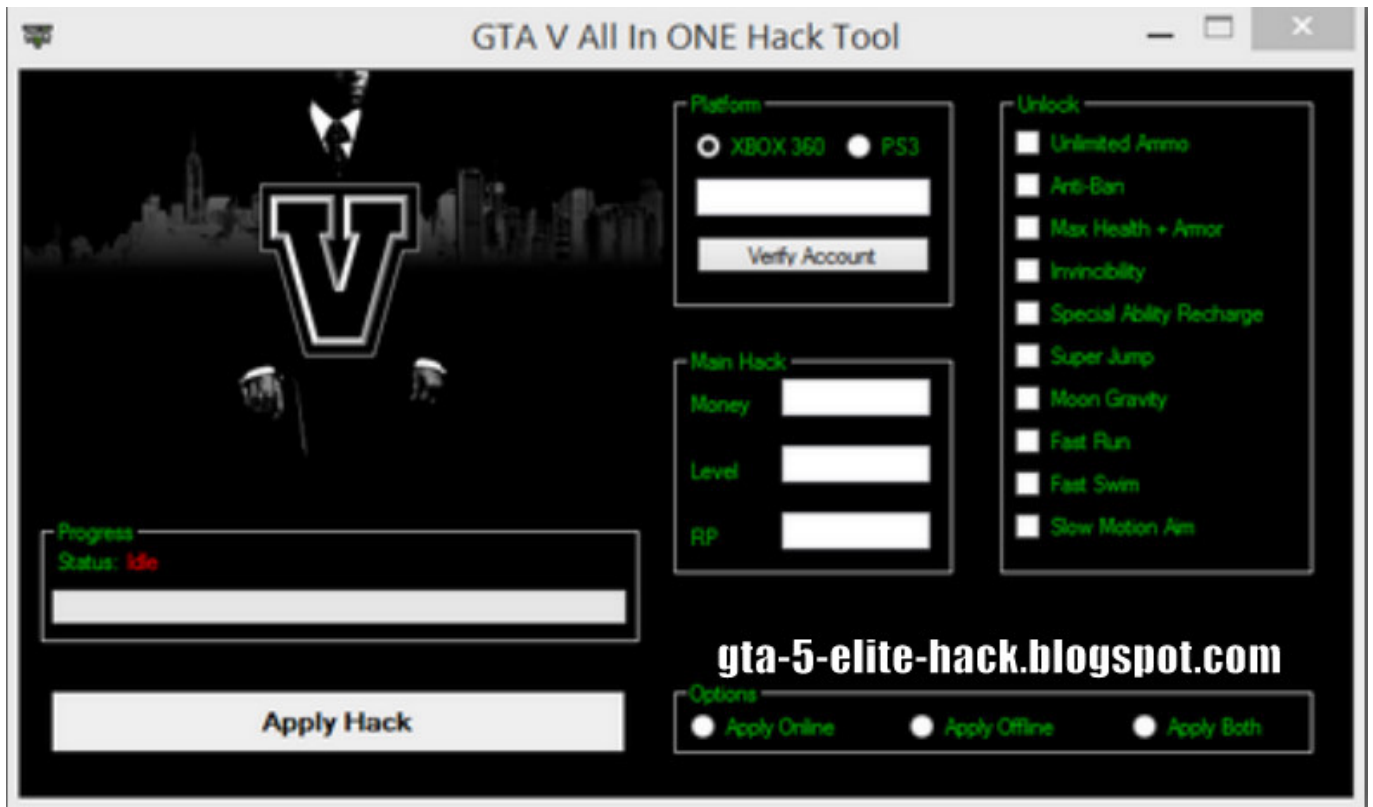 GTA V All In ONE Hack Tool
V
Platform
XBOX 360 PS3
Verify Account
Main Hack
Money
Level
RP
Unlock
Unlimited Ammo
Anti-Ban
Max Health + Armor
Invincibility
Special Ability Recharge
Super Jump
Moon Gravity
Fast Run
Fast Swim
Slow Motion Aim
Progress
Status: Idle
Apply Hack
gta-5-elite-hack.blogspot.com
Options
Apply Online Apply Offline Apply Both